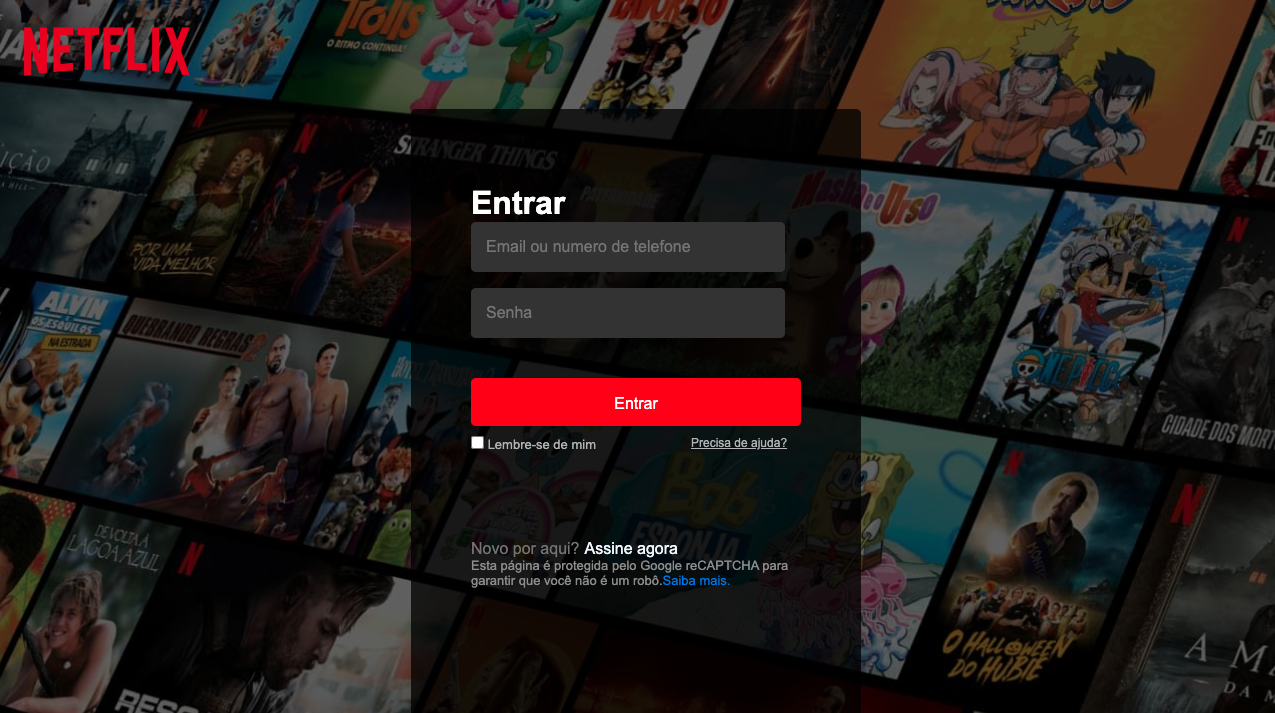 NETFLIX
Trolls
O RITMO CONTINUA!
STRANGER THINGS
Masha e o Urso
POR UMA
VIDA MELHOR
ALVIN
E OS ESQUILOS
NA ESTRADA
QUEBRANDO REGRAS
2
ONE PIECE
CIDADE DOS MORT
DE VOLTA À
LAGOA AZUL
BOB
ESPONJA
O HALLOWEEN
DO HUBIE
RESG
A M
DA M
Entrar
Email ou numero de telefone
Senha
Entrar
Lembre-se de mim
Precisa de ajuda?
Novo por aqui? Assine agora
Esta página é protegida pelo Google reCAPTCHA para
garantir que você não é um robô.Saiba mais.